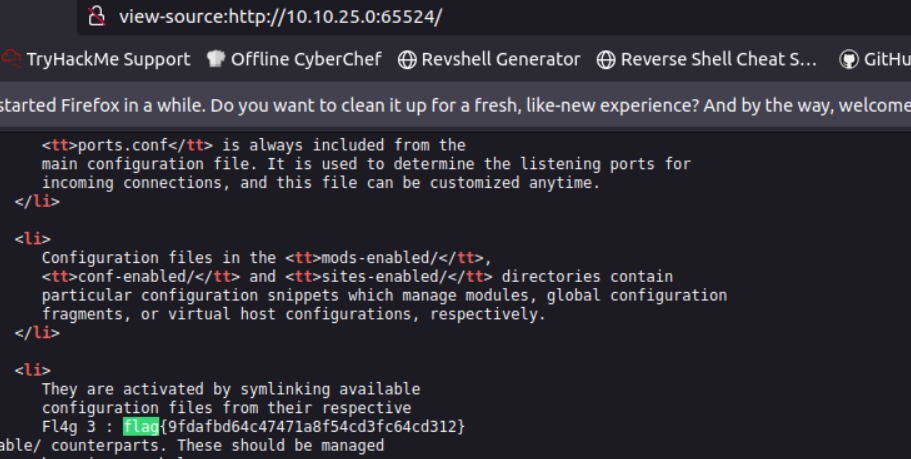 view-source:http://10.10.25.0:65524/
TryHackMe Support Offline CyberChef Revshell Generator Reverse Shell Cheat S... GitHu
started Firefox in a while. Do you want to clean it up for a fresh, like-new experience? And by the way, welcome
<tt>ports.conf</tt> is always included from the
main configuration file. It is used to determine the listening ports for
incoming connections, and this file can be customized anytime.
</li>
<li>
Configuration files in the <tt>mods-enabled/</tt>,
<tt>conf-enabled/</tt> and <tt>sites-enabled/</tt> directories contain
particular configuration snippets which manage modules, global configuration
fragments, or virtual host configurations, respectively.
</li>
<li>
They are activated by symlinking available
configuration files from their respective
Fl4g 3 : flag{9fdafbd64c47471a8f54cd3fc64cd312}
able/ counterparts. These should be managed